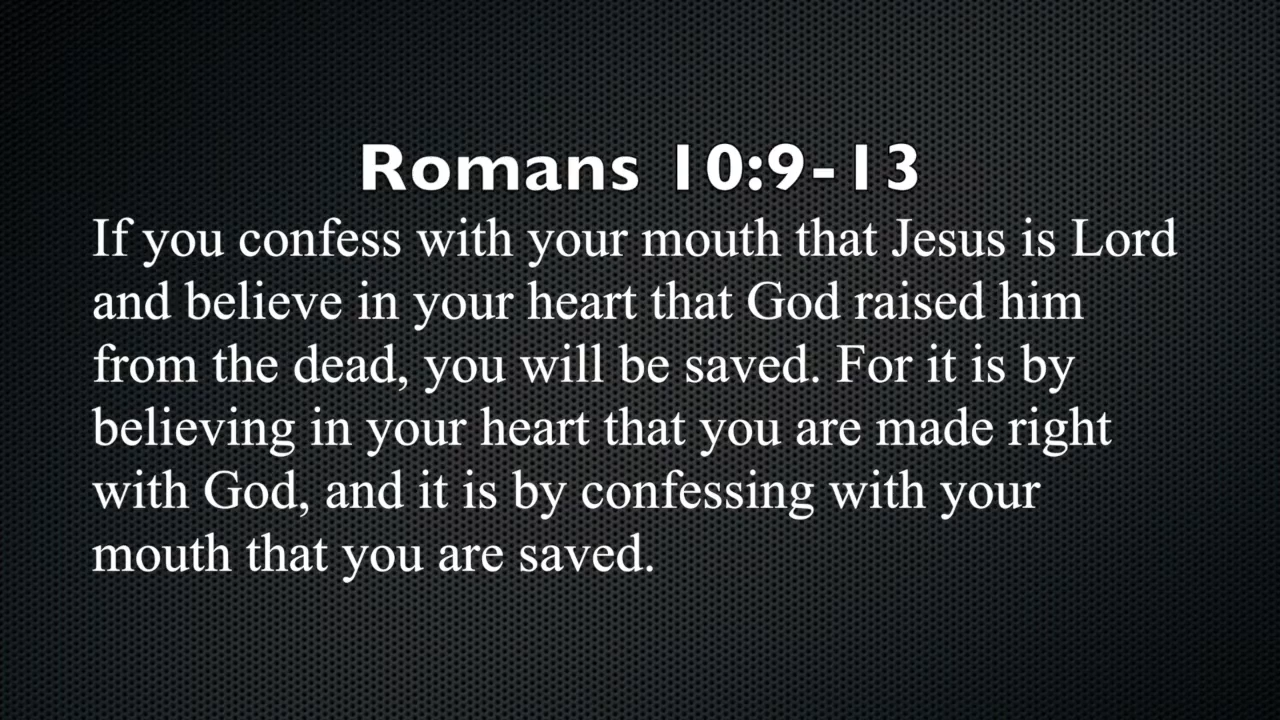 Romans 10:9-13
If you confess with your mouth that Jesus is Lord
and believe in your heart that God raised him
from the dead, you will be saved. For it is by
believing in your heart that you are made right
with God, and it is by confessing with your
mouth that you are saved.